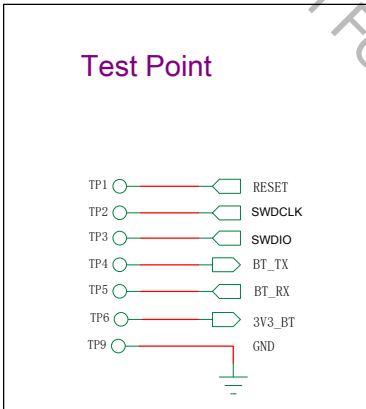 Test Point
TP1 RESET
TP2 SWDCLK
TP3 SWDIO
TP4 BT_TX
TP5 BT_RX
TP6 3V3_BT
TP9 GND